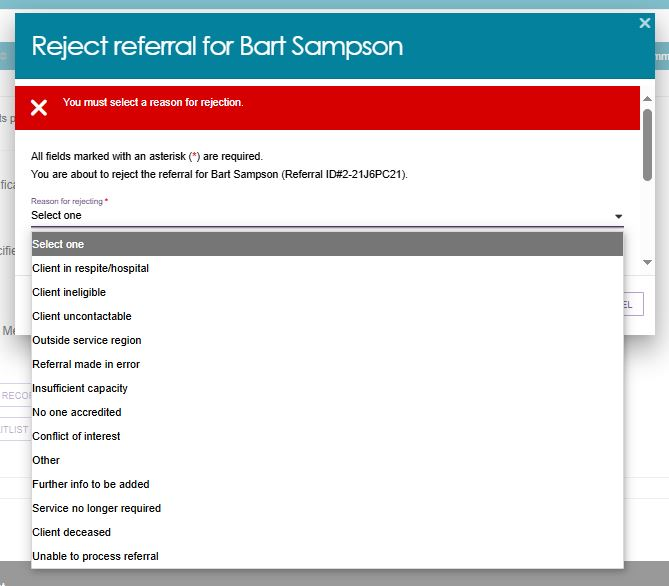 Reject referral for Bart Sampson
You must select a reason for rejection.
All fields marked with an asterisk (*) are required.
You are about to reject the referral for Bart Sampson (Referral ID#2-21J6PC21).
Reason for rejecting *
Select one
Select one
Client in respite/hospital
Client ineligible
Client uncontactable
Outside service region
Referral made in error
Insufficient capacity
No one accredited
Conflict of interest
Other
Further info to be added
Service no longer required
Client deceased
Unable to process referral